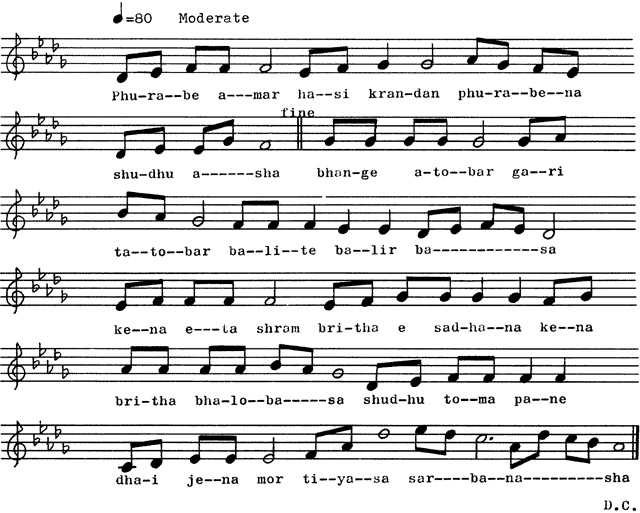 ♩=80 Moderate
Phu-ra--be a---mar ha--si kran-dan phu-ra--be--na
fine
shu-dhu a------sha bhan-ge a-to--bar ga--ri
ta--to--bar ba--li--te ba--lir ba------------sa
ke--na e---ta shram bri-tha e sad-ha--na ke--na
bri-tha bha-lo--ba-----sa shud-hu to--ma pa--ne
dha-i je--na mor ti--ya--sa sar--ba--na---------sha
D.C.